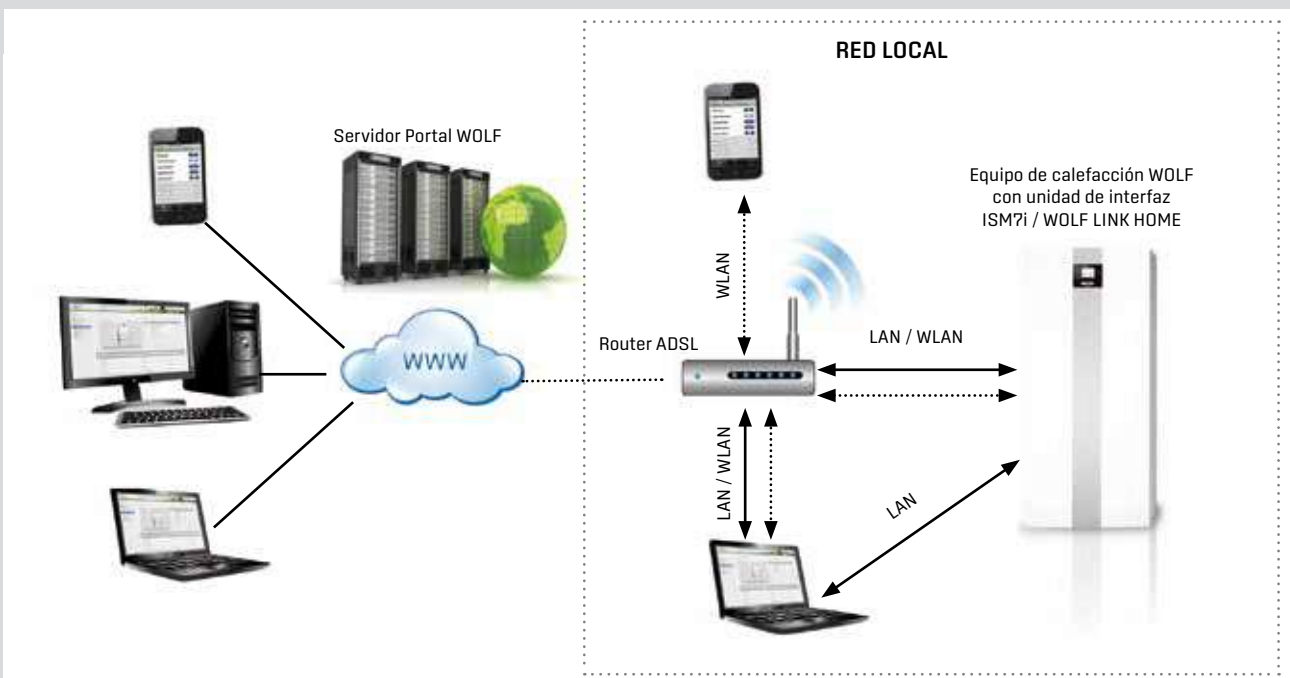 RED LOCAL
Servidor Portal WOLF
Equipo de calefacción WOLF
con unidad de interfaz
ISM7i / WOLF LINK HOME
WLAN
www
Router ADSL
LAN / WLAN
LAN / WLAN
LAN